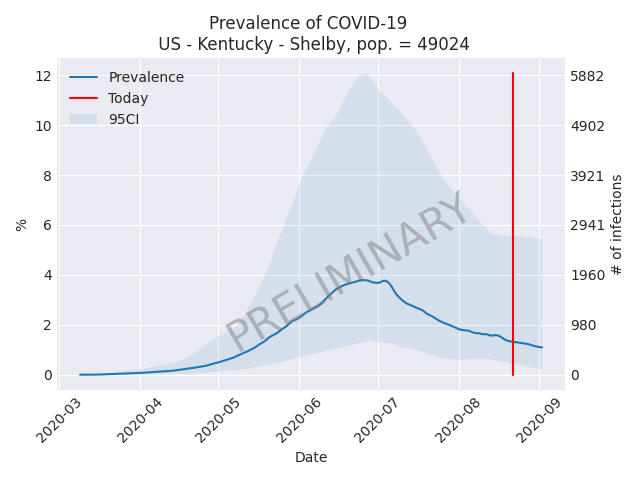 Prevalence of COVID-19
US - Kentucky - Shelby, pop. = 49024
Prevalence
Today
95CI
12
10
8
6
4
2
0
%
5882
4902
3921
2941
1960
980
0
# of infections
PRELIMINARY
2020-03
2020-04
2020-05
2020-06
2020-07
2020-08
2020-09
Date